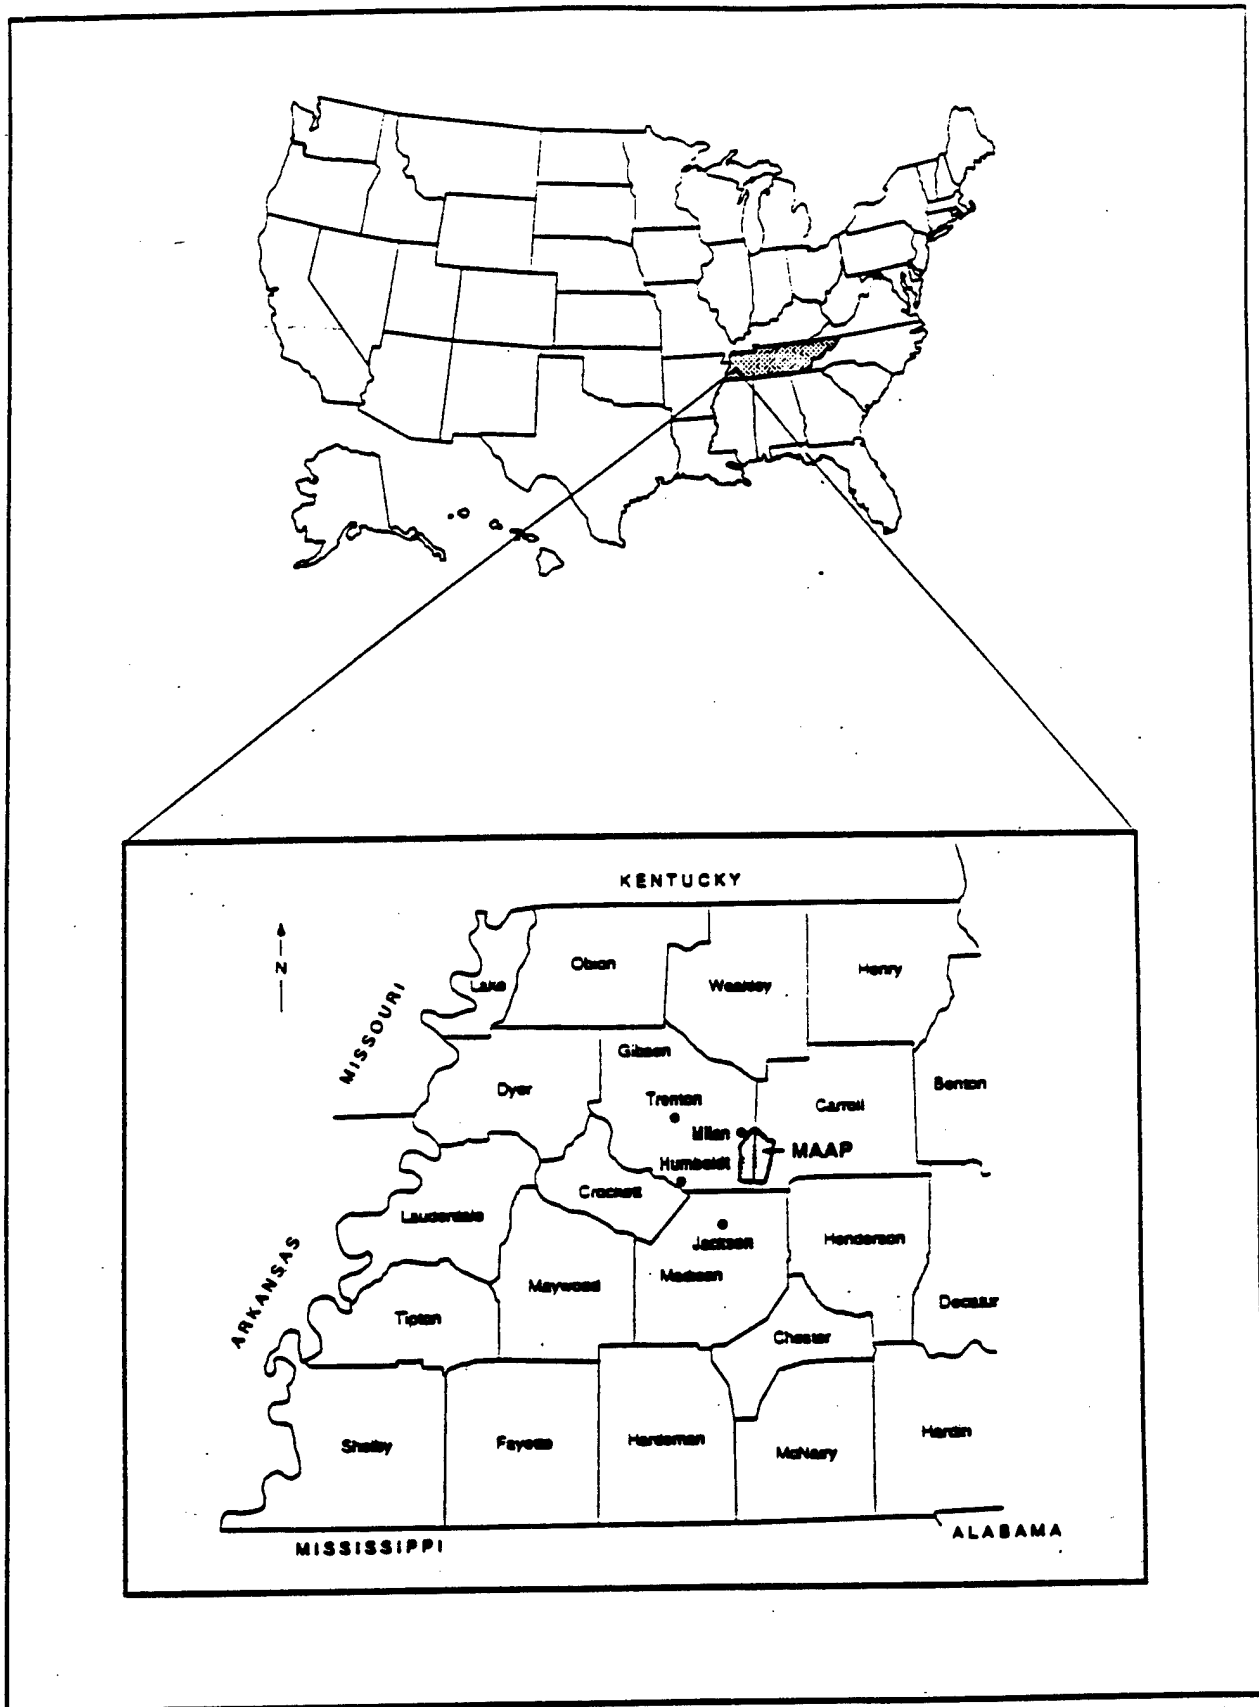 KENTUCKY
N
MISSOURI
Lake
Obion
Weakley
Henry
Gibson
Dyer
Trenton
Carroll
Benton
Milan
MAAP
Humboldt
Crockett
Lauderdale
Jackson
Henderson
ARKANSAS
Haywood
Madison
Tipton
Decatur
Chester
Shelby
Fayette
Hardeman
McNairy
Hardin
MISSISSIPPI
ALABAMA